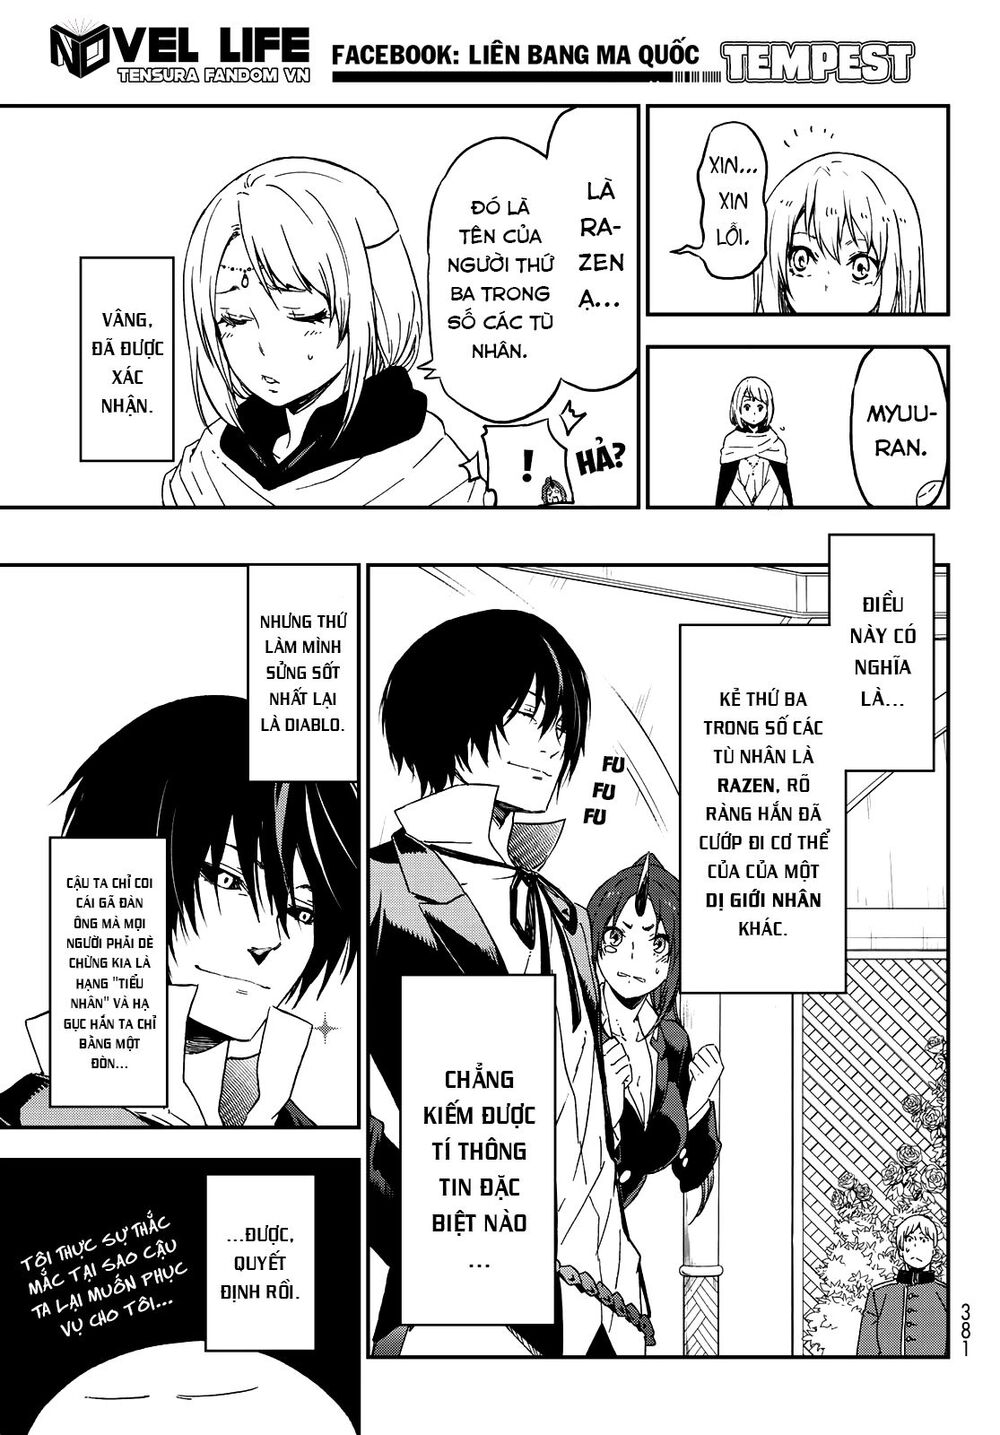 NOVEL LIFE
TENSURA FANDOM VN
FACEBOOK: LIÊN BANG MA QUỐC
TEMPEST
XIN...
XIN
LỖI.
LÀ
RA-
ZEN
Ạ...
ĐÓ LÀ
TÊN CỦA
NGƯỜI THỨ
BA TRONG
SỐ CÁC TÙ
NHÂN.
VÂNG,
ĐÃ ĐƯỢC
XÁC
NHẬN.
!
HẢ?
MYUU-
RAN.
ĐIỀU
NÀY CÓ
NGHĨA
LÀ...
KẺ THỨ BA
TRONG SỐ CÁC
TÙ NHÂN LÀ
RAZEN, RÕ
RÀNG HẮN ĐÃ
CƯỚP ĐI CƠ THỂ
CỦA CỦA MỘT
DỊ GIỚI NHÂN
KHÁC.
FU
FU
FU
CHẲNG
KIẾM ĐƯỢC
TÍ THÔNG
TIN ĐẶC
BIỆT NÀO
...
NHƯNG THỨ
LÀM MÌNH
SỬNG SỐT
NHẤT LẠI
LÀ DIABLO.
CẬU TA CHỈ COI
CÁI GÃ ĐÀN
ÔNG MÀ MỌI
NGƯỜI PHẢI DÈ
CHỪNG KIA LÀ
HẠNG "TIỂU
NHÂN" VÀ HẠ
GỤC HẮN TA CHỈ
BẰNG MỘT
ĐÒN...
...ĐƯỢC,
QUYẾT
ĐỊNH RỒI.
TÔI THỰC SỰ THẮC
MẮC TẠI SAO CẬU
TA LẠI MUỐN PHỤC
VỤ CHO TÔI...
381